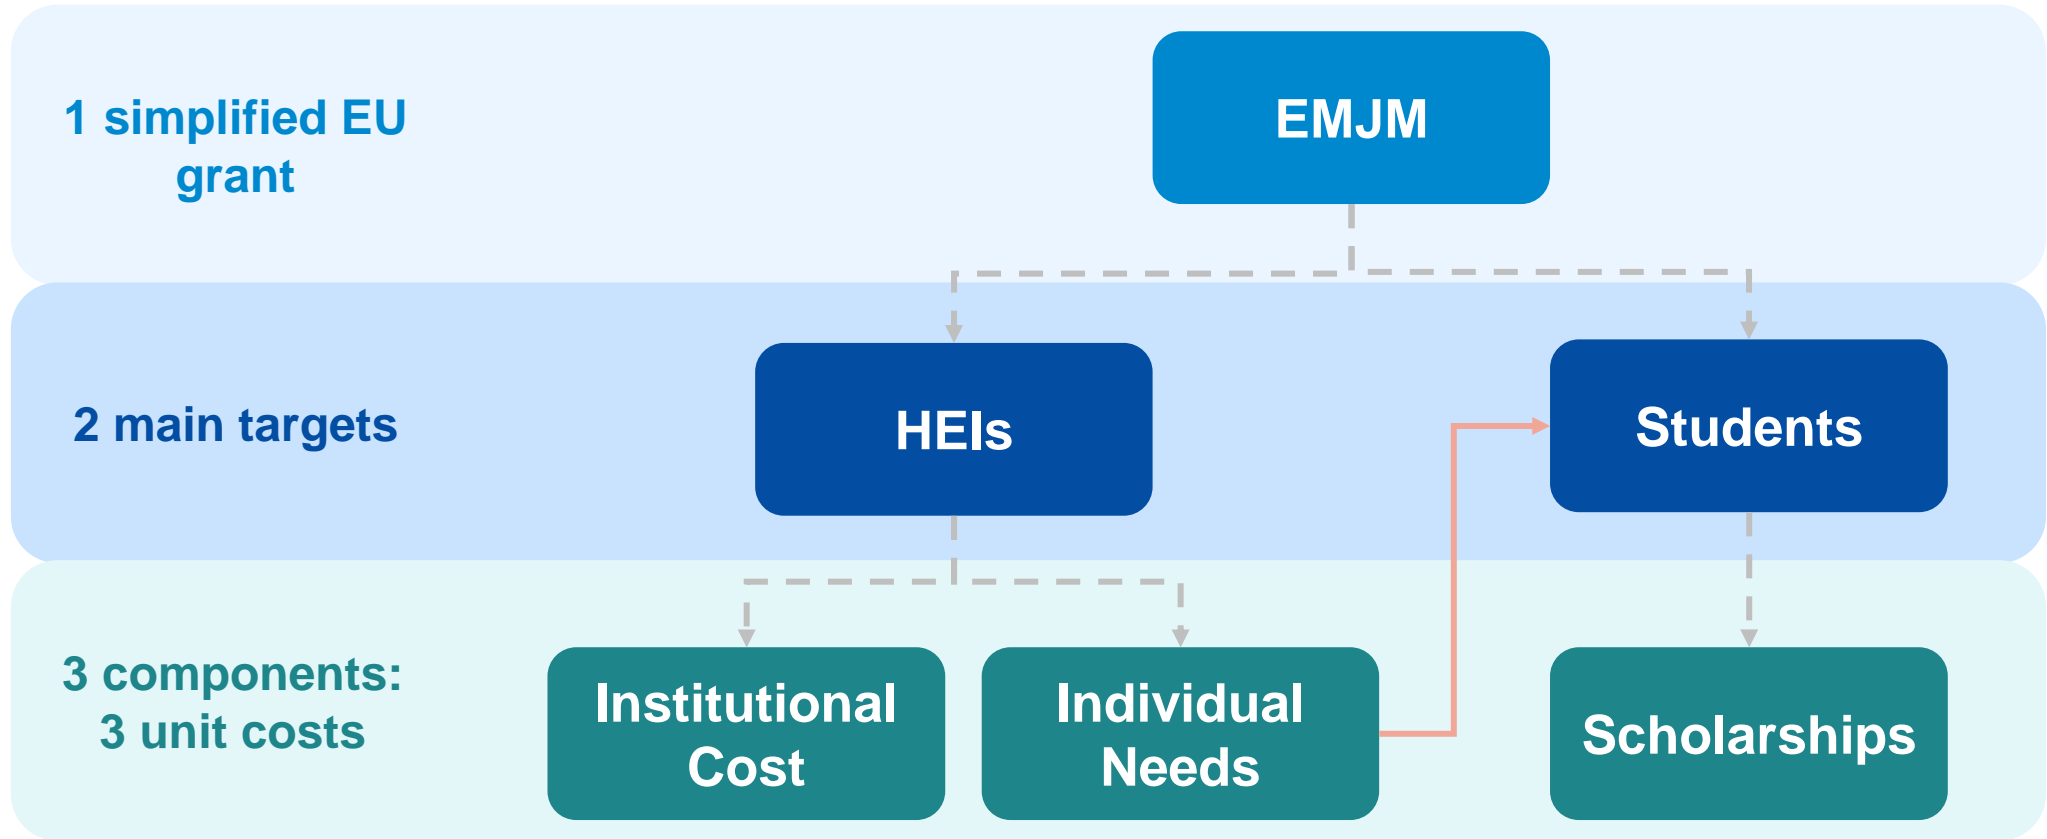 1 simplified EU
grant
EMJM
2 main targets
HEIs
Students
3 components:
3 unit costs
Institutional
Cost
Individual
Needs
Scholarships